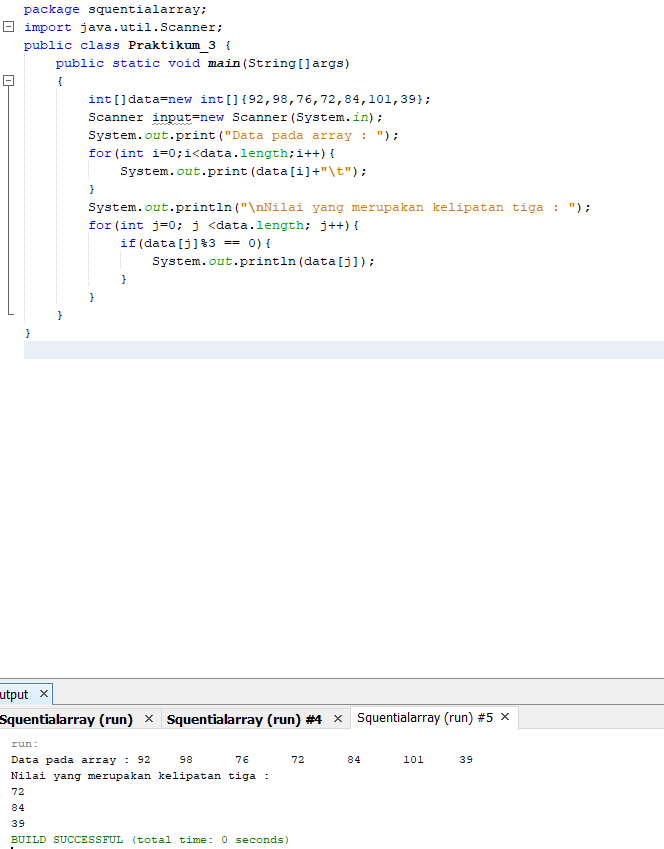 package squentialarray;
import java.util.Scanner;
public class Praktikum_3 {
    public static void main(String[]args)
    {
        int[]data=new int[]{92,98,76,72,84,101,39};
        Scanner input=new Scanner(System.in);
        System.out.print("Data pada array : ");
        for(int i=0;i<data.length;i++){
            System.out.print(data[i]+"\t");
        }
        System.out.println("\nNilai yang merupakan kelipatan tiga : ");
        for(int j=0; j <data.length; j++){
            if(data[j]%3 == 0){
                System.out.println(data[j]);
            }
        }
    }
}
utput ×
Squentialarray (run) × Squentialarray (run) #4 × Squentialarray (run) #5 ×
run:
Data pada array : 92 98 76 72 84 101 39
Nilai yang merupakan kelipatan tiga :
72
84
39
BUILD SUCCESSFUL (total time: 0 seconds)